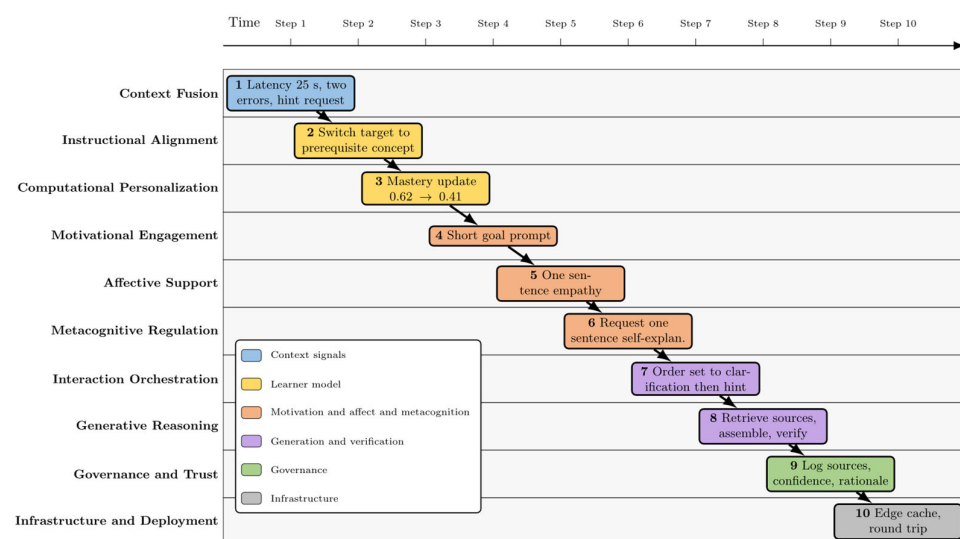 Time
Step 1
Step 2
Step 3
Step 4
Step 5
Step 6
Step 7
Step 8
Step 9
Step 10
Context Fusion
1 Latency 25 s, two
errors, hint request
Instructional Alignment
2 Switch target to
prerequisite concept
Computational Personalization
3 Mastery update
0.62 → 0.41
Motivational Engagement
4 Short goal prompt
Affective Support
5 One sen-
tence empathy
Metacognitive Regulation
6 Request one
sentence self-explan.
Interaction Orchestration
7 Order set to clar-
ification then hint
Generative Reasoning
8 Retrieve sources,
assemble, verify
Governance and Trust
9 Log sources,
confidence, rationale
Infrastructure and Deployment
10 Edge cache,
round trip
Context signals
Learner model
Motivation and affect and metacognition
Generation and verification
Governance
Infrastructure